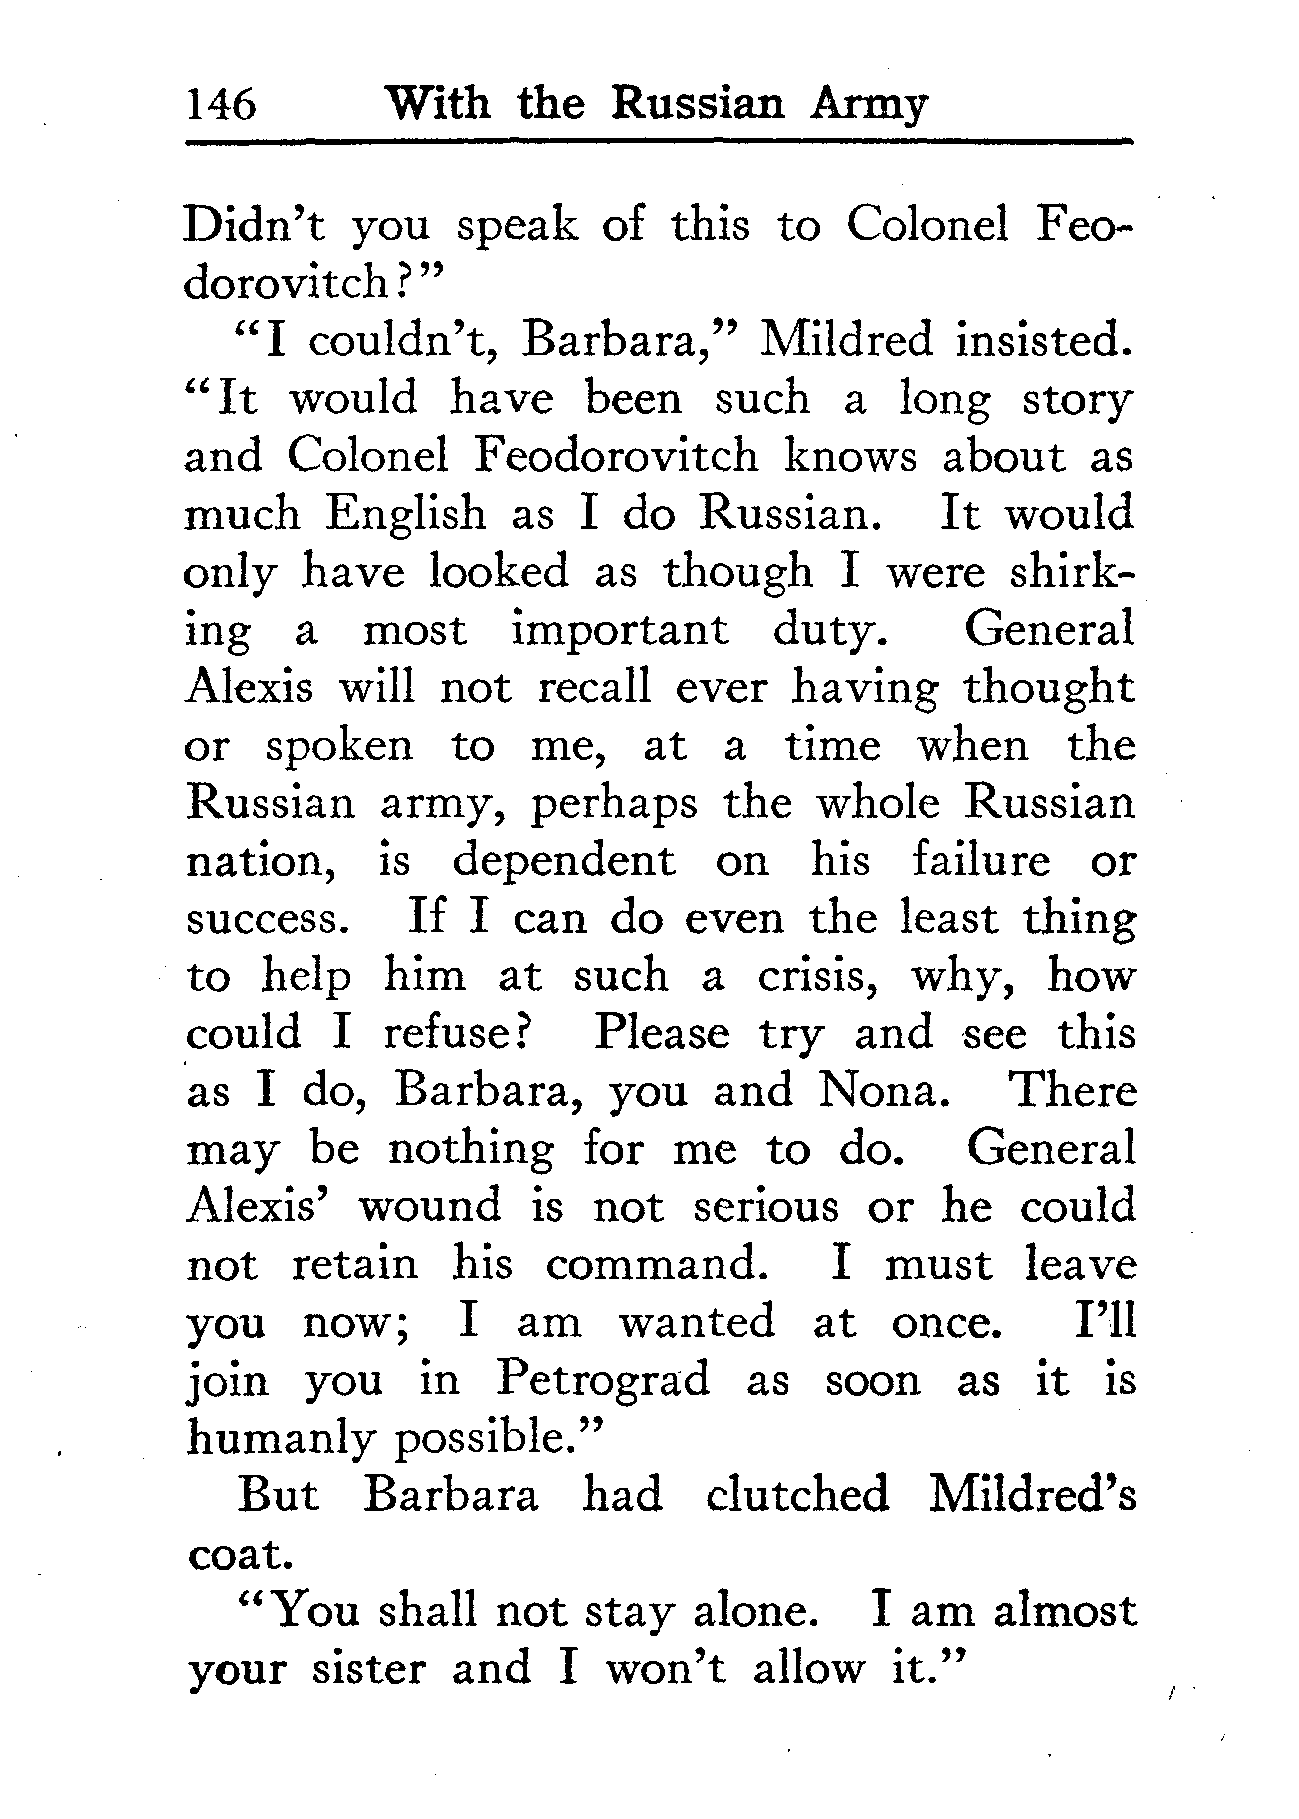 146 With the Russian Army
Didn't you speak of this to Colonel Feo-
dorovitch?"
"I couldn't, Barbara," Mildred insisted.
"It would have been such a long story
and Colonel Feodorovitch knows about as
much English as I do Russian. It would
only have looked as though I were shirk-
ing a most important duty. General
Alexis will not recall ever having thought
or spoken to me, at a time when the
Russian army, perhaps the whole Russian
nation, is dependent on his failure or
success. If I can do even the least thing
to help him at such a crisis, why, how
could I refuse? Please try and see this
as I do, Barbara, you and Nona. There
may be nothing for me to do. General
Alexis' wound is not serious or he could
not retain his command. I must leave
you now; I am wanted at once. I'll
join you in Petrograd as soon as it is
humanly possible."
But Barbara had clutched Mildred's
coat.
"You shall not stay alone. I am almost
your sister and I won't allow it."